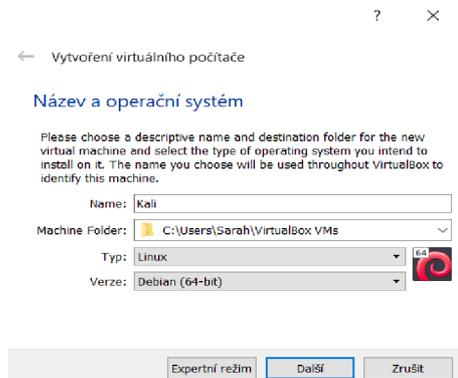 ? ×
← Vytvoření virtuálního počítače
Název a operační systém
Please choose a descriptive name and destination folder for the new
virtual machine and select the type of operating system you intend to
install on it. The name you choose will be used throughout VirtualBox to
identify this machine.
Name: Kali
Machine Folder: C:\Users\Sarah\VirtualBox VMs
Typ: Linux
64
Verze: Debian (64-bit)
Expertní režim Další Zrušit